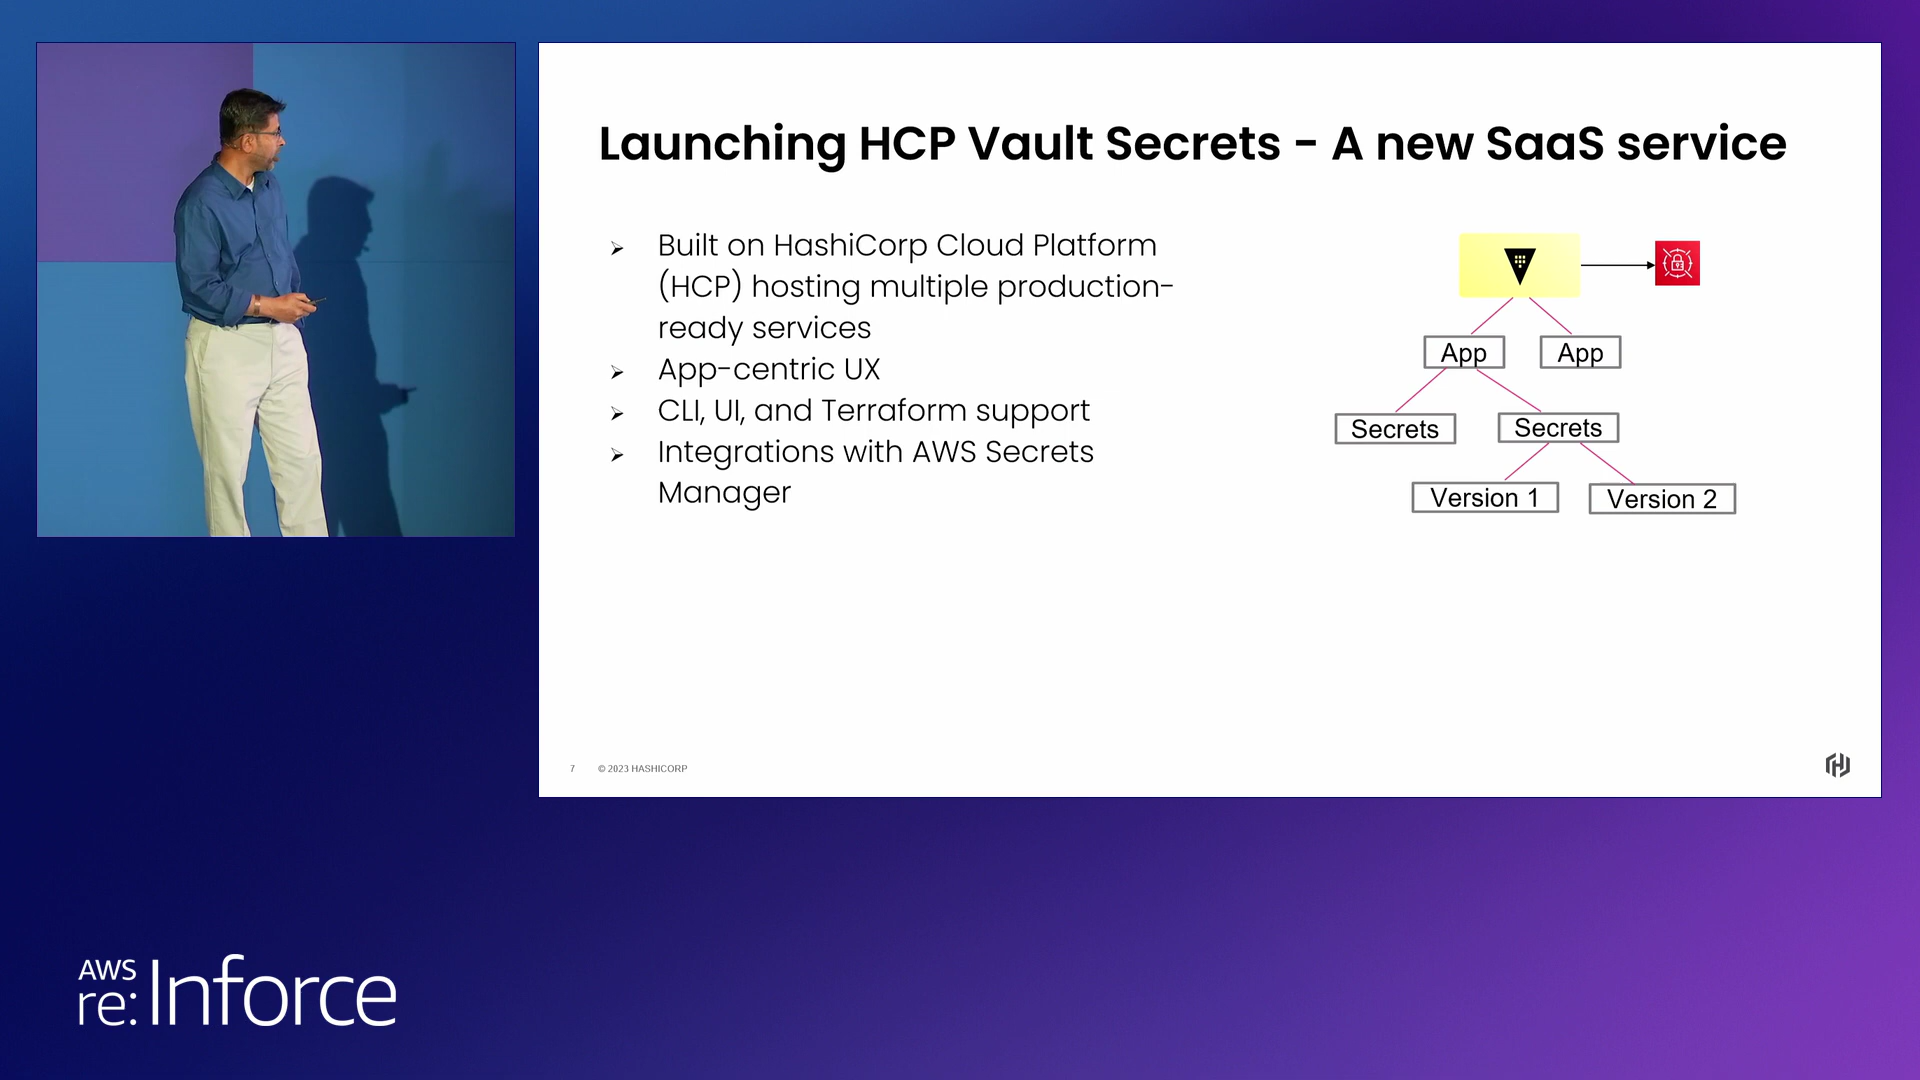 Launching HCP Vault Secrets - A new SaaS service
➢ Built on HashiCorp Cloud Platform
(HCP) hosting multiple production-
ready services
➢ App-centric UX
➢ CLI, UI, and Terraform support
➢ Integrations with AWS Secrets
Manager
App
App
Secrets
Secrets
Version 1
Version 2
7
© 2023 HASHICORP
AWS
re:Inforce